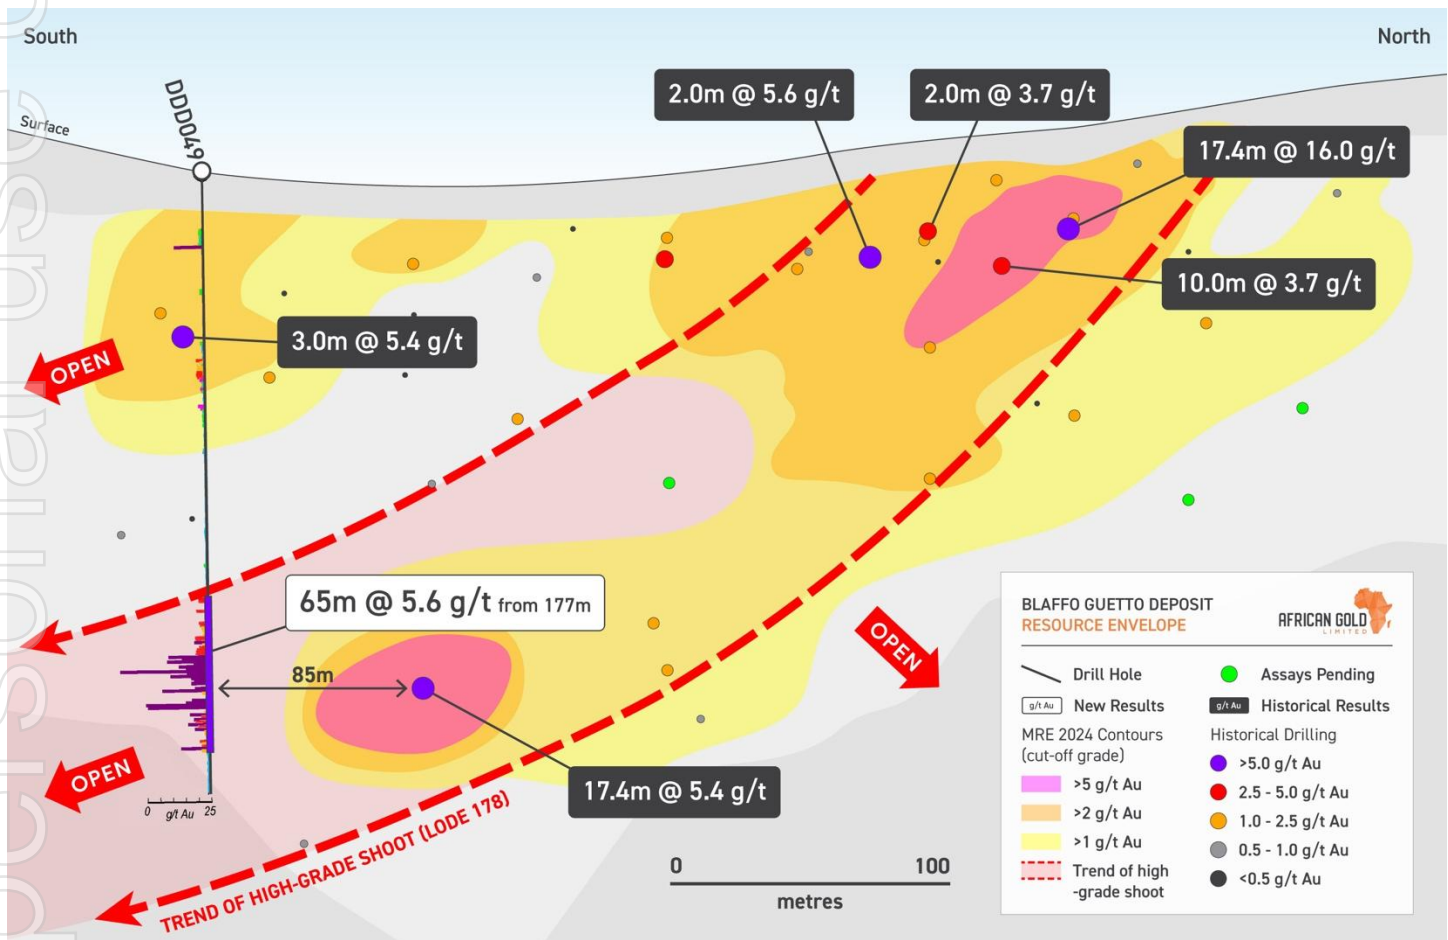 South
North
DDD049
Surface
2.0m @ 5.6 g/t
2.0m @ 3.7 g/t
17.4m @ 16.0 g/t
10.0m @ 3.7 g/t
3.0m @ 5.4 g/t
OPEN
65m @ 5.6 g/t from 177m
85m
OPEN
OPEN
17.4m @ 5.4 g/t
0 g/t Au 25
TREND OF HIGH-GRADE SHOOT (LODE 178)
0 100
metres
BLAFFO GUETTO DEPOSIT
RESOURCE ENVELOPE
AFRICAN GOLD
LIMITED
Drill Hole
Assays Pending
g/t Au New Results
g/t Au Historical Results
MRE 2024 Contours
(cut-off grade)
>5 g/t Au
>2 g/t Au
>1 g/t Au
Trend of high
-grade shoot
Historical Drilling
>5.0 g/t Au
2.5 - 5.0 g/t Au
1.0 - 2.5 g/t Au
0.5 - 1.0 g/t Au
<0.5 g/t Au
personal use o